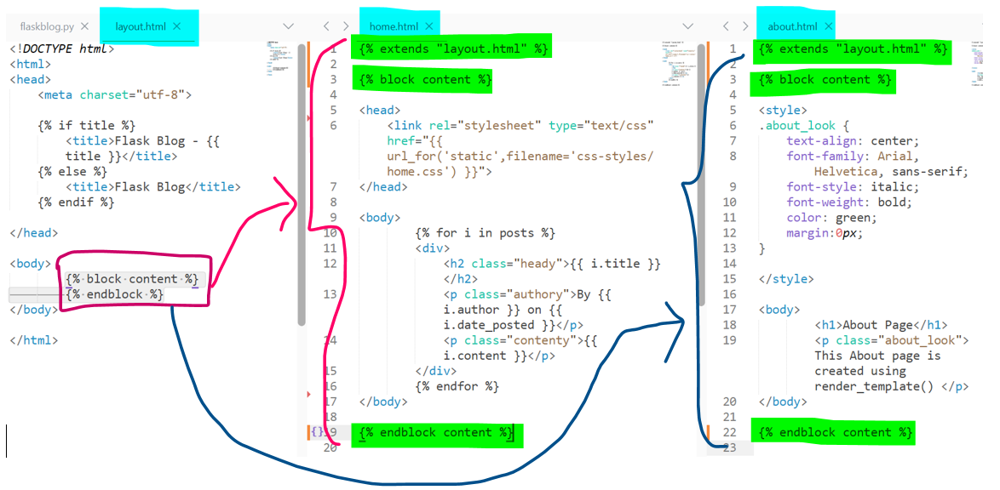 flaskblog.py × layout.html ×
<!DOCTYPE html>
<html>
<head>
<meta charset="utf-8">
{% if title %}
<title>Flask Blog - {{
title }}</title>
{% else %}
<title>Flask Blog</title>
{% endif %}
</head>
<body>
{% block content %}
{% endblock %}
</body>
</html>
home.html ×
1 {% extends "layout.html" %}
2
3 {% block content %}
4
5 <head>
6 <link rel="stylesheet" type="text/css"
href="{{
url_for('static',filename='css-styles/
home.css') }}">
7 </head>
8
9 <body>
10 {% for i in posts %}
11 <div>
12 <h2 class="heady">{{ i.title }}
</h2>
13 <p class="authory">By {{
i.author }} on {{
i.date_posted }}</p>
14 <p class="contenty">{{
i.content }}</p>
15 </div>
16 {% endfor %}
17 </body>
18
{}19 {% endblock content %}
20
about.html ×
1 {% extends "layout.html" %}
2
3 {% block content %}
4
5 <style>
6 .about_look {
7 text-align: center;
8 font-family: Arial,
Helvetica, sans-serif;
9 font-style: italic;
10 font-weight: bold;
11 color: green;
12 margin:0px;
13 }
14
15 </style>
16
17 <body>
18 <h1>About Page</h1>
19 <p class="about_look">
This About page is
created using
render_template() </p>
20 </body>
21
22 {% endblock content %}
23